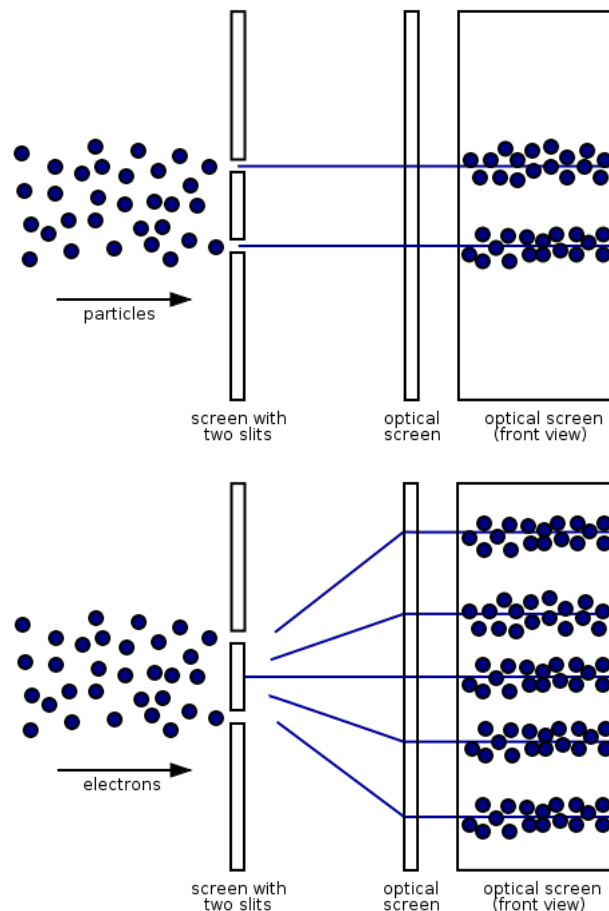 particles
screen with
two slits
optical
screen
optical screen
(front view)
electrons
screen with
two slits
optical
screen
optical screen
(front view)